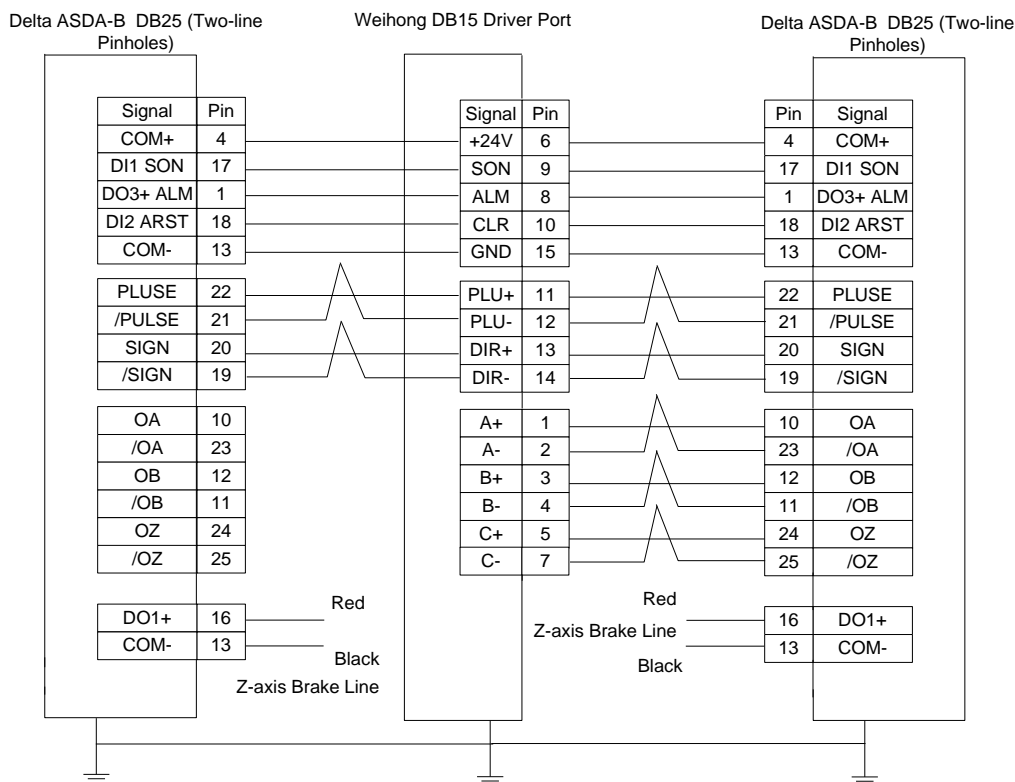 Delta ASDA-B DB25 (Two-line Pinholes)
Weihong DB15 Driver Port
Delta ASDA-B DB25 (Two-line Pinholes)
Signal Pin
COM+ 4
DI1 SON 17
DO3+ ALM 1
DI2 ARST 18
COM- 13
PLUSE 22
/PULSE 21
SIGN 20
/SIGN 19
OA 10
/OA 23
OB 12
/OB 11
OZ 24
/OZ 25
DO1+ 16
COM- 13
Red
Black
Z-axis Brake Line
Signal Pin
+24V 6
SON 9
ALM 8
CLR 10
GND 15
PLU+ 11
PLU- 12
DIR+ 13
DIR- 14
A+ 1
A- 2
B+ 3
B- 4
C+ 5
C- 7
Pin Signal
4 COM+
17 DI1 SON
1 DO3+ ALM
18 DI2 ARST
13 COM-
22 PLUSE
21 /PULSE
20 SIGN
19 /SIGN
10 OA
23 /OA
12 OB
11 /OB
24 OZ
25 /OZ
Red
Z-axis Brake Line
Black
16 DO1+
13 COM-